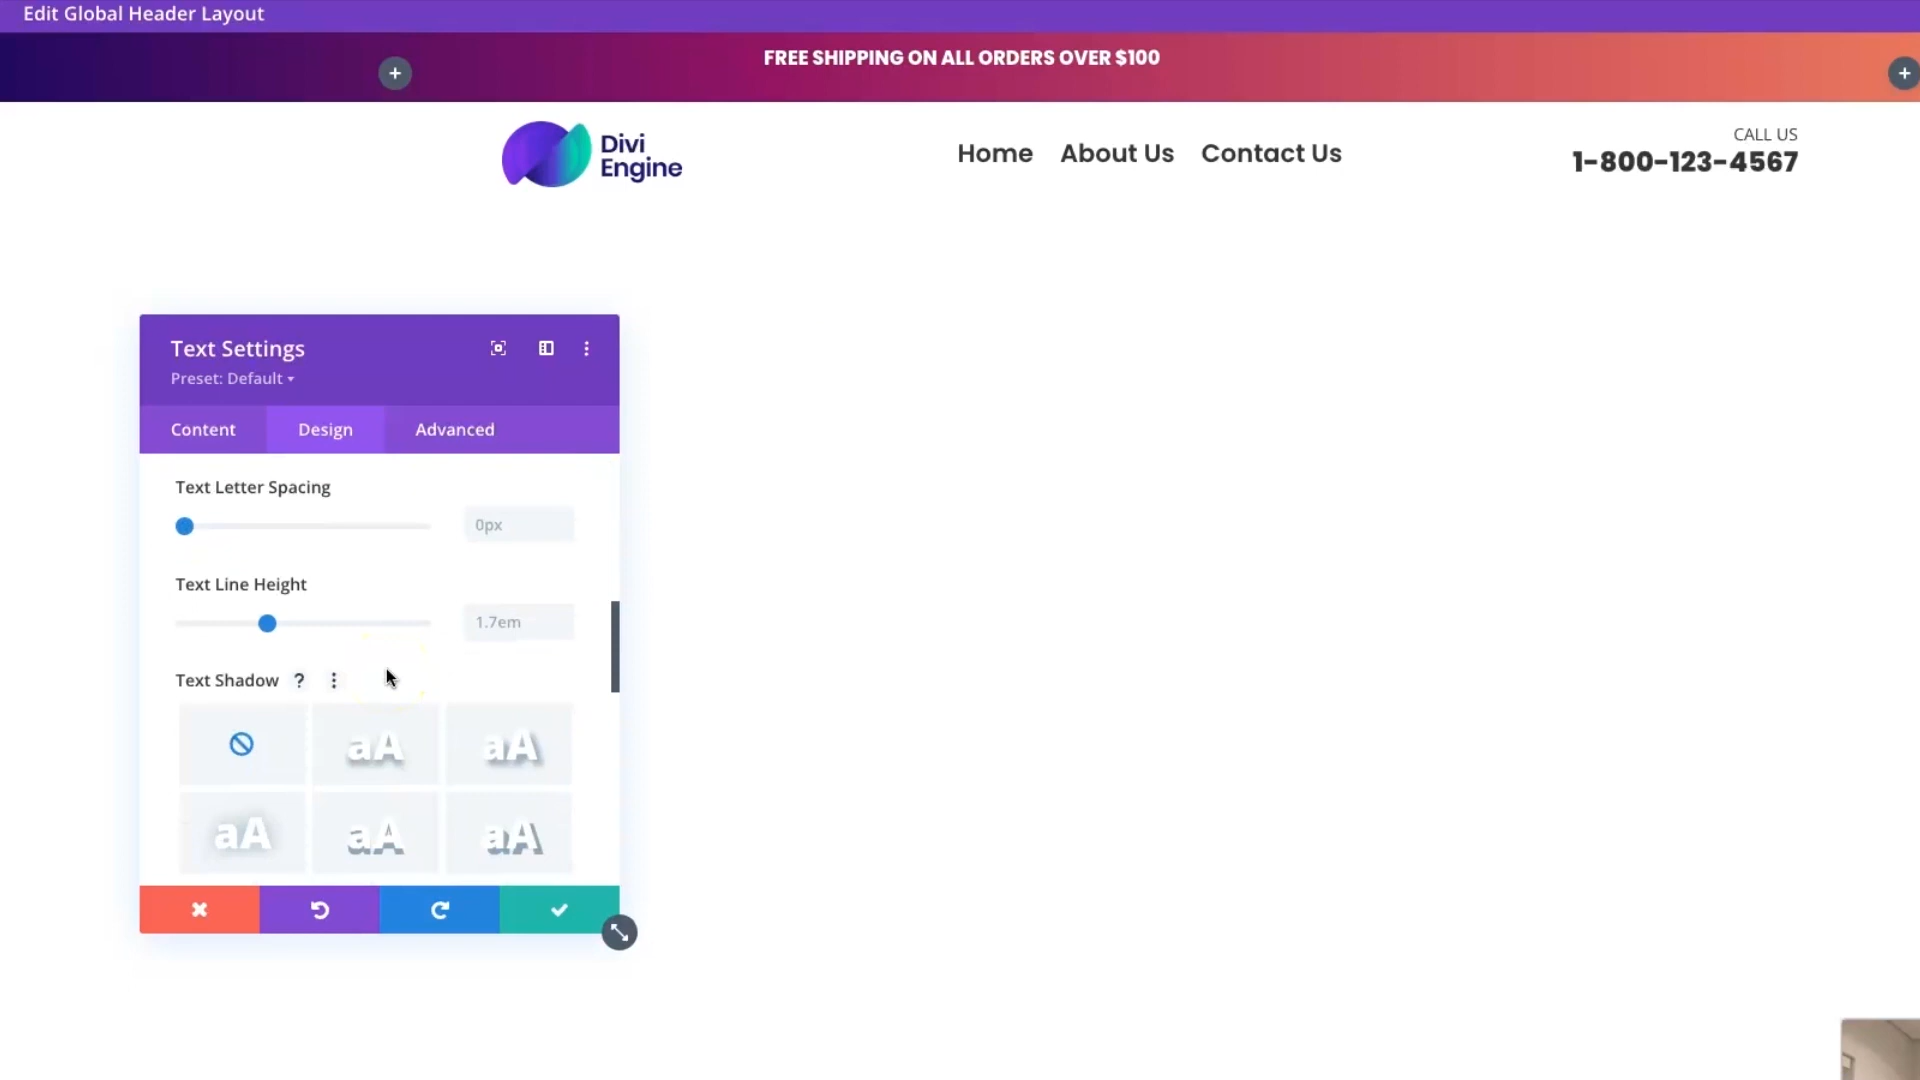 Edit Global Header Layout
FREE SHIPPING ON ALL ORDERS OVER $100
Divi
Engine
Home About Us Contact Us
CALL US
1-800-123-4567
Text Settings
Preset: Default
Content Design Advanced
Text Letter Spacing
0px
Text Line Height
1.7em
Text Shadow ?
aA aA
aA aA aA